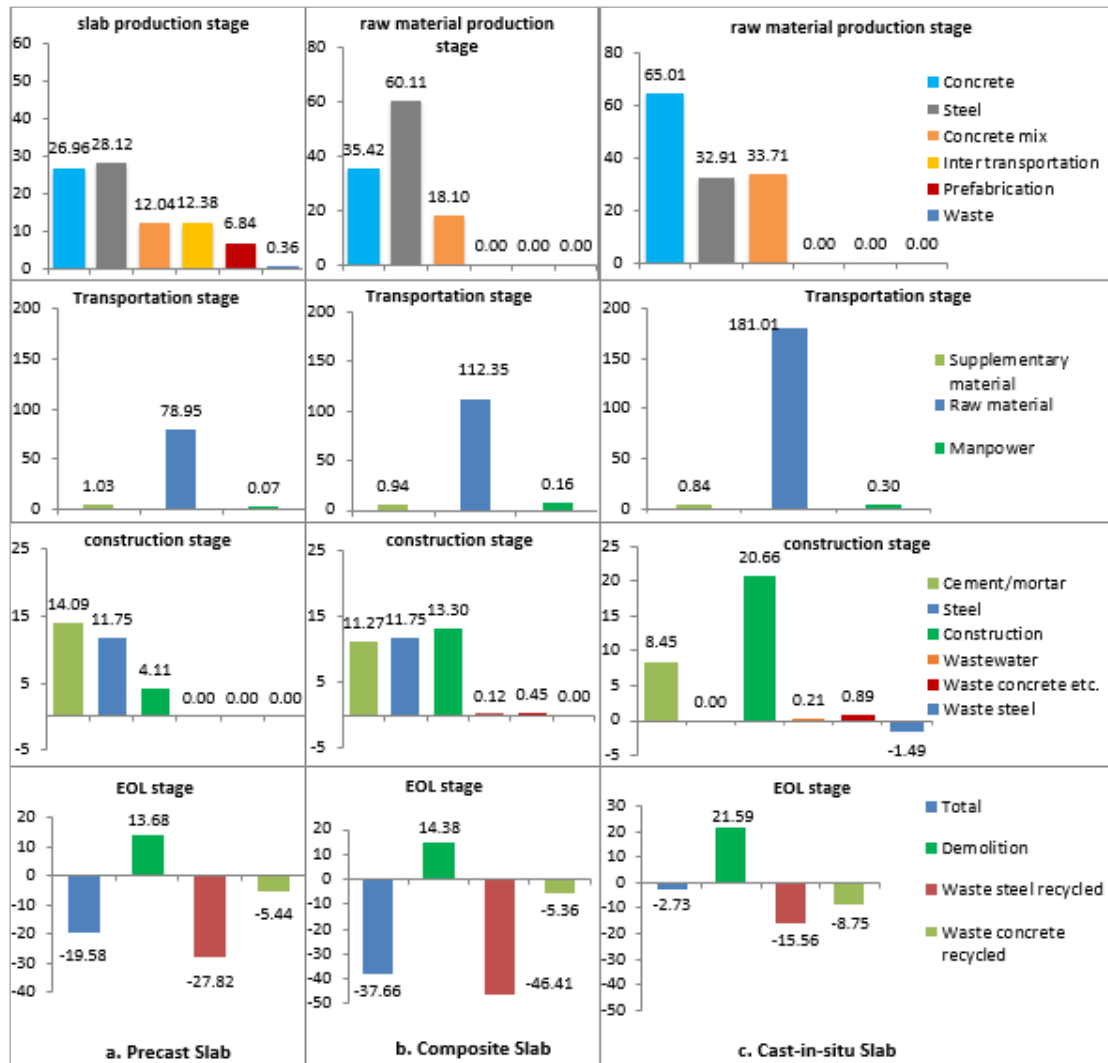 slab production stage
60
50
40
30
20
10
0
26.96
28.12
12.04
12.38
6.84
0.36
raw material production
stage
80
60
40
20
0
35.42
60.11
18.10
0.00 0.00 0.00
raw material production stage
80
60
40
20
0
65.01
32.91
33.71
0.00 0.00 0.00
Concrete
Steel
Concrete mix
Inter transportation
Prefabrication
Waste
Transportation stage
200
150
100
50
0
1.03
78.95
0.07
Transportation stage
200
150
100
50
0
0.94
112.35
0.16
Transportation stage
200
150
100
50
0
0.84
181.01
0.30
Supplementary
material
Raw material
Manpower
construction stage
25
15
5
-5
14.09
11.75
4.11
0.00 0.00 0.00
construction stage
25
15
5
-5
11.27
11.75
13.30
0.12
0.45
0.00
construction stage
25
20
15
10
5
0
-5
8.45
0.00
20.66
0.21
0.89
-1.49
Cement/mortar
Steel
Construction
Wastewater
Waste concrete etc.
Waste steel
EOL stage
20
10
0
-10
-20
-30
-40
-19.58
13.68
-27.82
-5.44
EOL stage
20
10
0
-10
-20
-30
-40
-50
-37.66
14.38
-46.41
-5.36
EOL stage
30
20
10
0
-10
-20
-30
-40
-50
-2.73
21.59
-15.56
-8.75
Total
Demolition
Waste steel recycled
Waste concrete
recycled
a. Precast Slab
b. Composite Slab
c. Cast-in-situ Slab